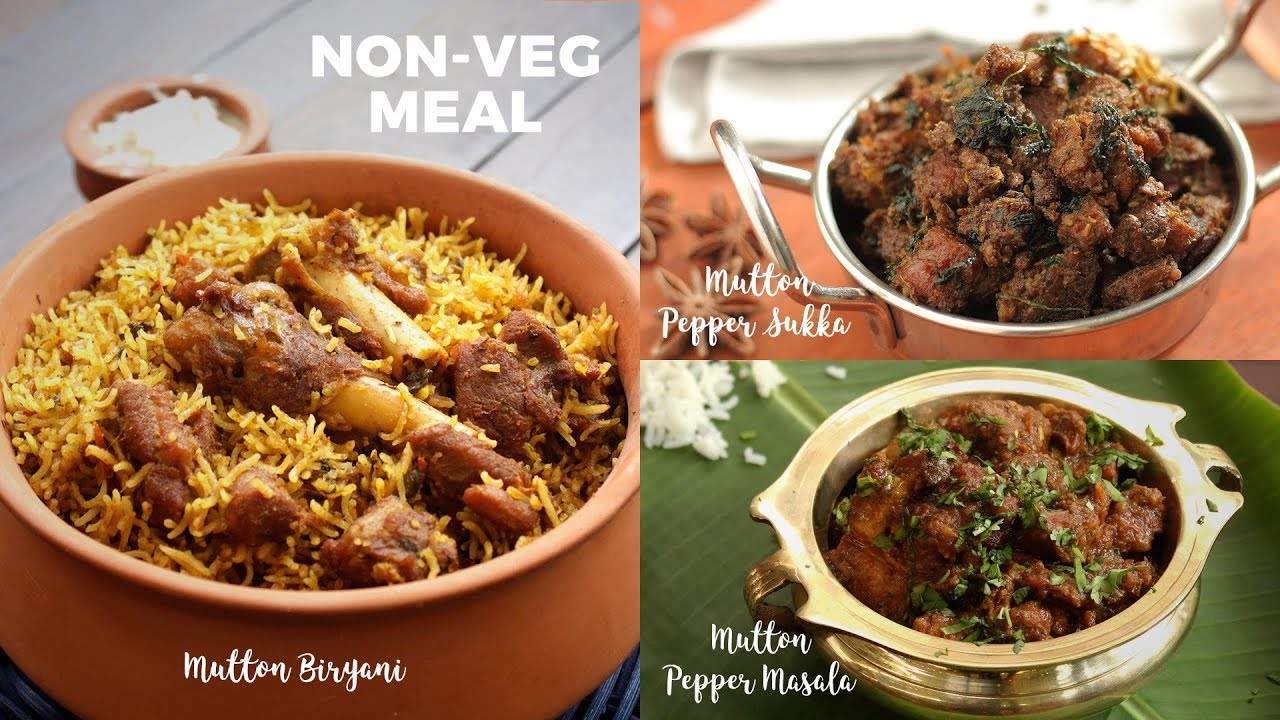 NON-VEG
MEAL
Mutton Biryani
Mutton
Pepper Sukka
Mutton
Pepper Masala